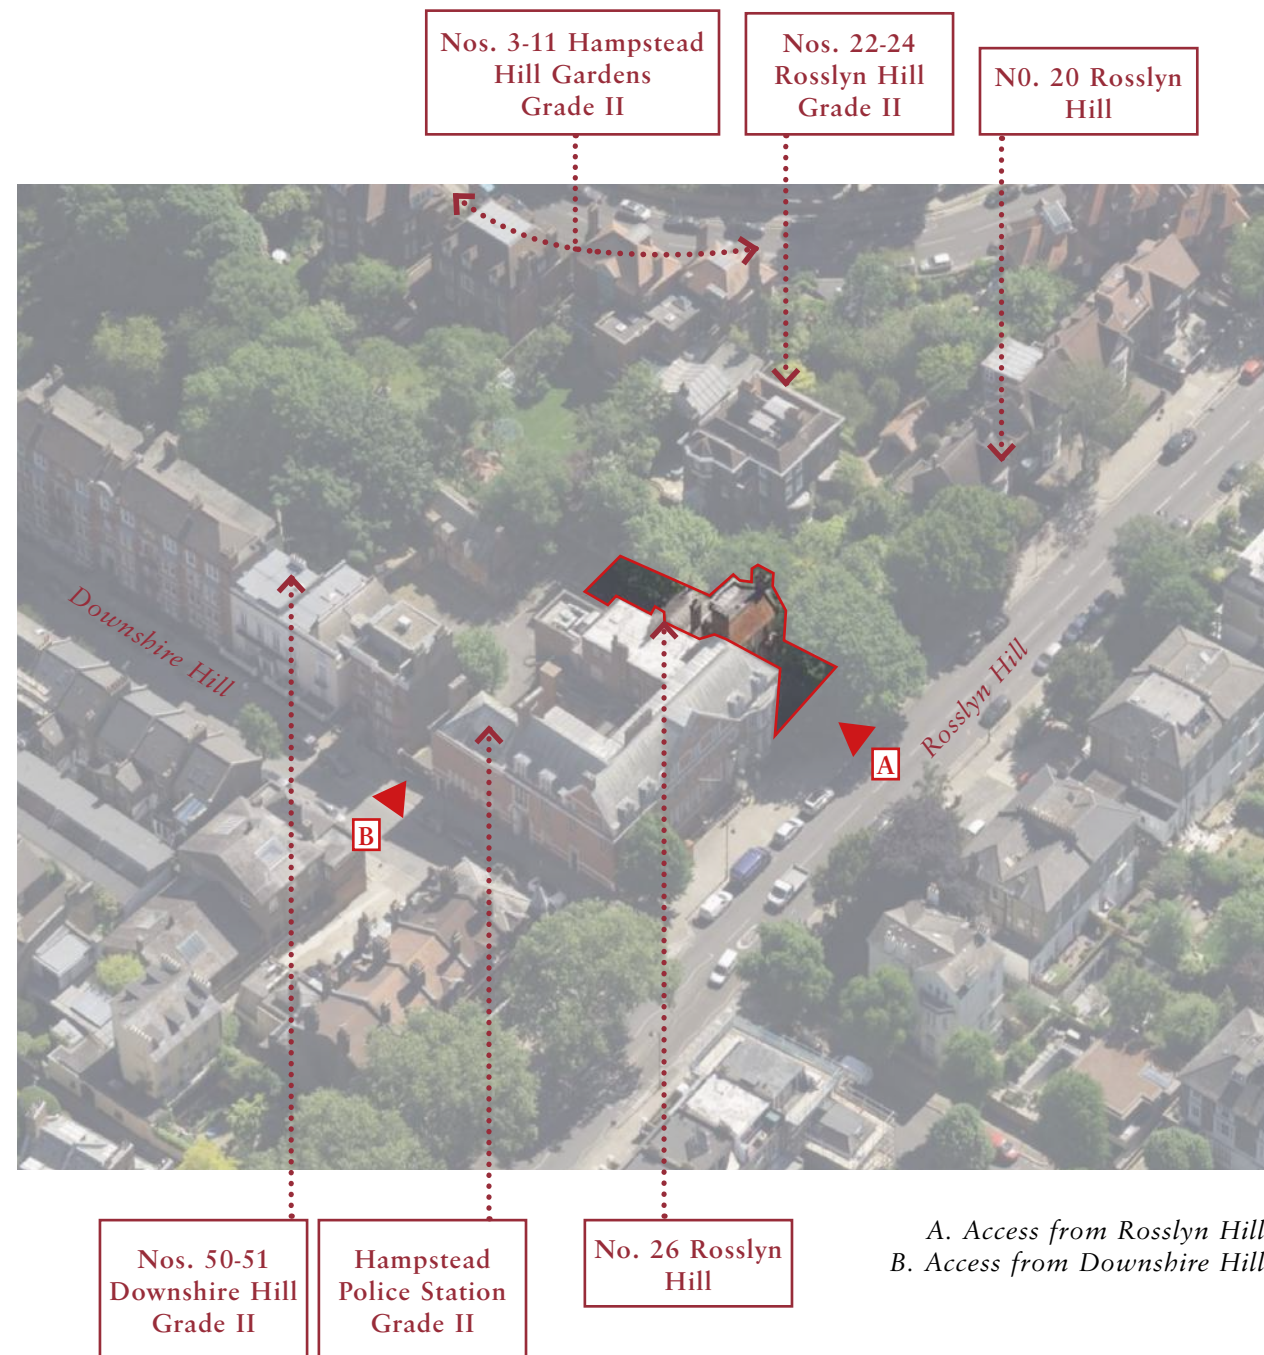 Nos. 3-11 Hampstead
Hill Gardens
Grade II
Nos. 22-24
Rosslyn Hill
Grade II
N0. 20 Rosslyn
Hill
Downshire Hill
Rosslyn Hill
A
B
Nos. 50-51
Downshire Hill
Grade II
Hampstead
Police Station
Grade II
No. 26 Rosslyn
Hill
A. Access from Rosslyn Hill
B. Access from Downshire Hill